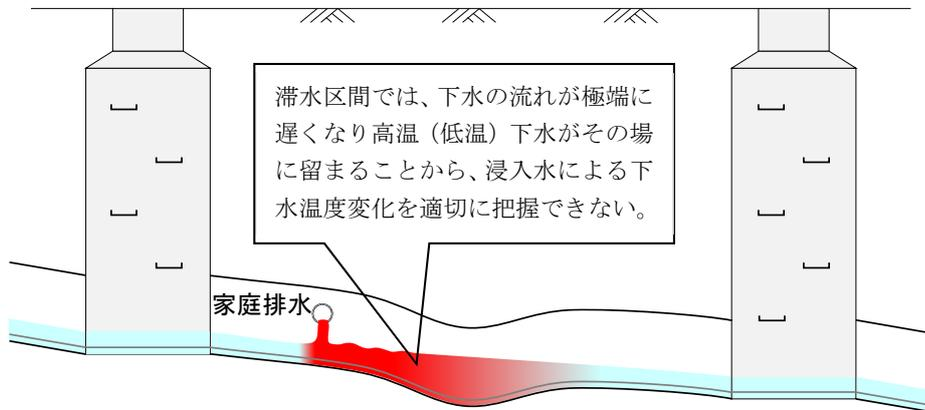 滞水区間では、下水の流れが極端に
遅くなり高温（低温）下水がその場
に留まることから、浸入水による下
水温度変化を適切に把握できない。
家庭排水